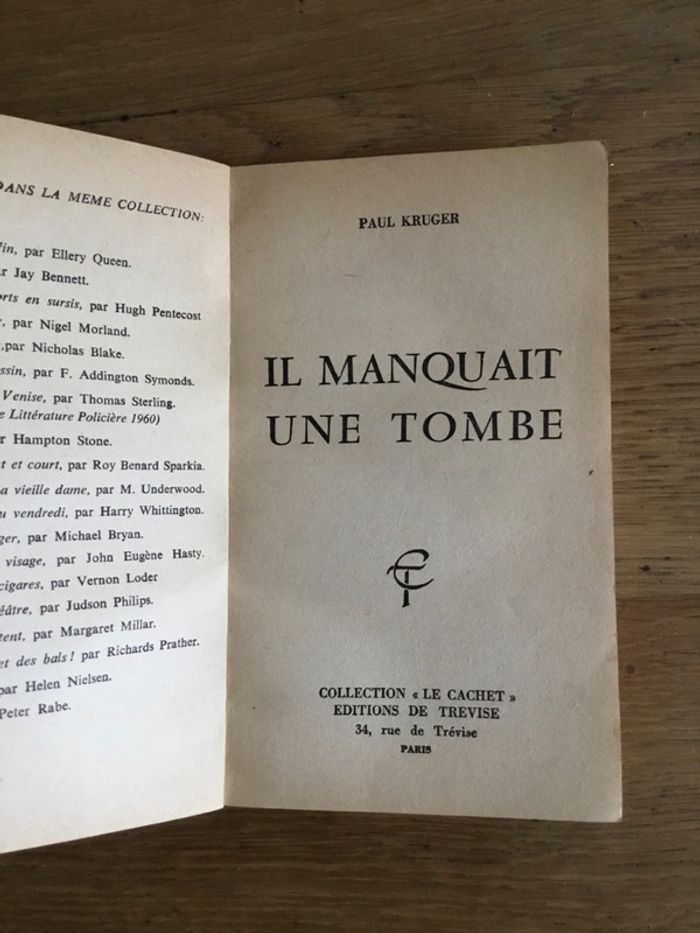 DANS LA MEME COLLECTION:
fin, par Ellery Queen.
r Jay Bennett.
orts en sursis, par Hugh Pentecost
, par Nigel Morland.
,par Nicholas Blake.
ssin, par F. Addington Symonds.
Venise, par Thomas Sterling.
e Littérature Policière 1960)
r Hampton Stone.
t et court, par Roy Benard Sparkia.
a vieille dame, par M. Underwood.
u vendredi, par Harry Whittington.
ger, par Michael Bryan.
visage, par John Eugène Hasty.
cigares, par Vernon Loder
éâtre, par Judson Philips.
tent, par Margaret Millar.
et des bals! par Richards Prather.
par Helen Nielsen.
Peter Rabe.
PAUL KRUGER
IL MANQUAIT
UNE TOMBE
COLLECTION « LE CACHET »
EDITIONS DE TREVISE
34, rue de Trévise
PARIS